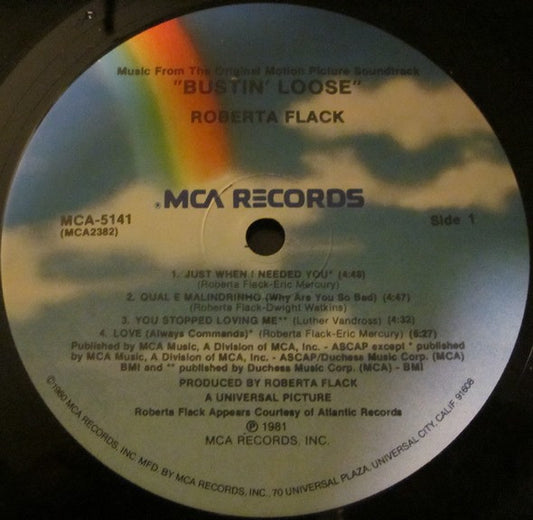 Music From The Original Motion Picture Soundtrack
"BUSTIN' LOOSE"
ROBERTA FLACK
MCA RECORDS
MCA-5141
(MCA2382)
Side 1
1. JUST WHEN I NEEDED YOU* (4:48)
(Roberta Flack-Eric Mercury)
2. QUAL E MALINDRINHO (Why Are You So Bad) (4:47)
(Roberta Flack-Dwight Watkins)
3. YOU STOPPED LOVING ME** (Luther Vandross) (4:32)
4. LOVE (Always Commands)* (Roberta Flack-Eric Mercury) (5:27)
Published by MCA Music, A Division of MCA, Inc. - ASCAP except * published
by MCA Music, A Division of MCA, Inc. - ASCAP/Duchess Music Corp. (MCA)
BMI and ** published by Duchess Music Corp. (MCA) - BMI
PRODUCED BY ROBERTA FLACK
A UNIVERSAL PICTURE
Roberta Flack Appears Courtesy of Atlantic Records
℗ 1981
MCA RECORDS, INC.
©1980 MCA RECORDS, INC. MFD. BY MCA RECORDS, INC., 70 UNIVERSAL PLAZA, UNIVERSAL CITY, CALIF. 91608